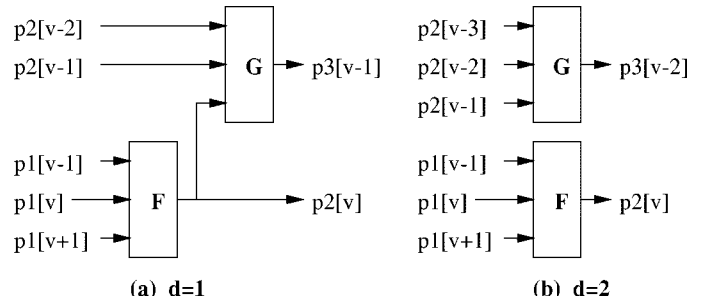 p2[v-2]
p2[v-1]
G
p3[v-1]
p1[v-1]
p1[v]
p1[v+1]
F
p2[v]
(a) d=1
p2[v-3]
p2[v-2]
p2[v-1]
G
p3[v-2]
p1[v-1]
p1[v]
p1[v+1]
F
p2[v]
(b) d=2